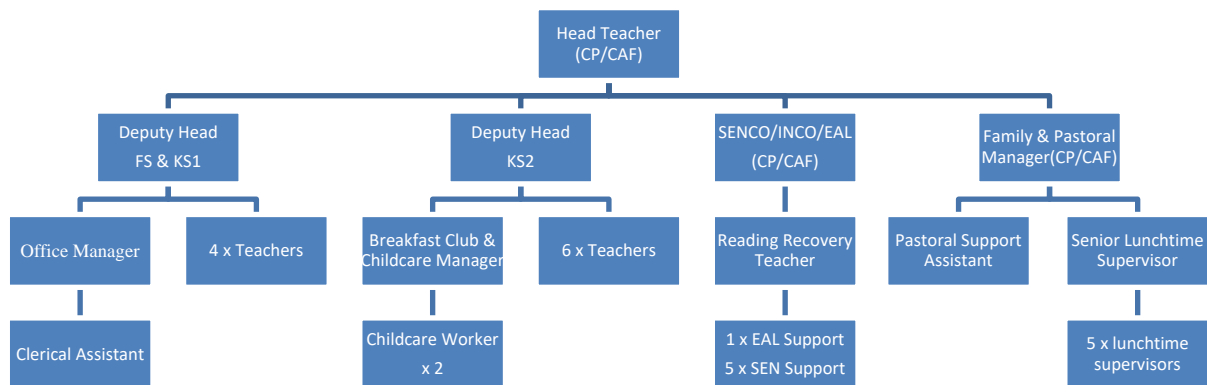 Head Teacher
(CP/CAF)
Deputy Head
FS & KS1
Deputy Head
KS2
SENCO/INCO/EAL
(CP/CAF)
Family & Pastoral
Manager(CP/CAF)
Office Manager
4 x Teachers
Breakfast Club &
Childcare Manager
6 x Teachers
Reading Recovery
Teacher
Pastoral Support
Assistant
Senior Lunchtime
Supervisor
Clerical Assistant
Childcare Worker
x 2
1 x EAL Support
5 x SEN Support
5 x lunchtime
supervisors